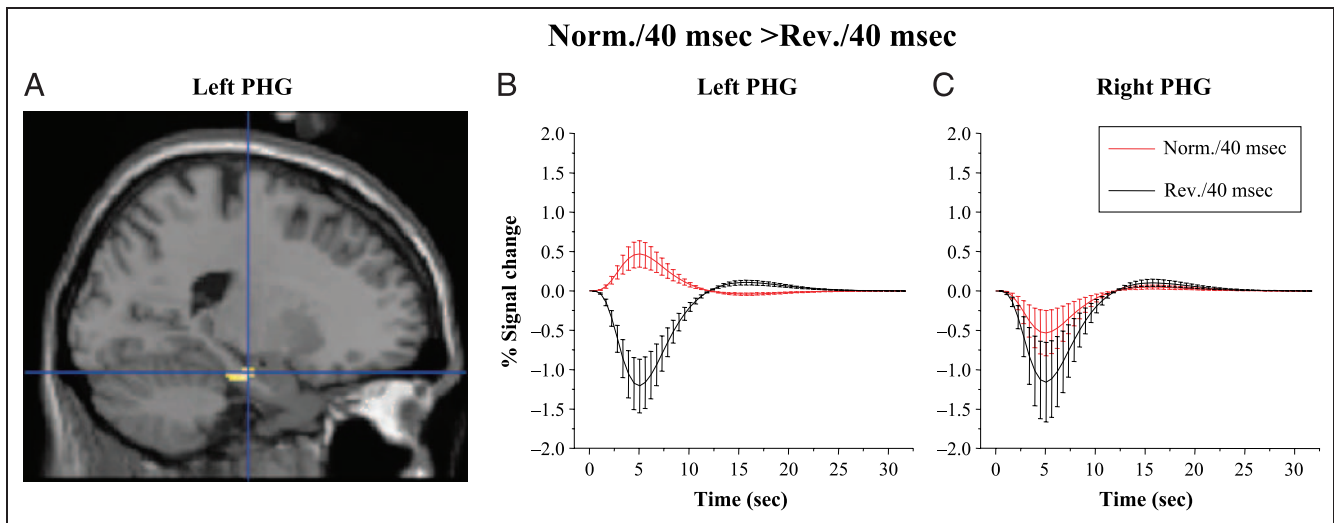 Norm./40 msec >Rev./40 msec
A
Left PHG
B
Left PHG
% Signal change
2.0
1.5
1.0
0.5
0.0
−0.5
−1.0
−1.5
−2.0
0 5 10 15 20 25 30
Time (sec)
C
Right PHG
Norm./40 msec
Rev./40 msec
2.0
1.5
1.0
0.5
0.0
−0.5
−1.0
−1.5
−2.0
0 5 10 15 20 25 30
Time (sec)